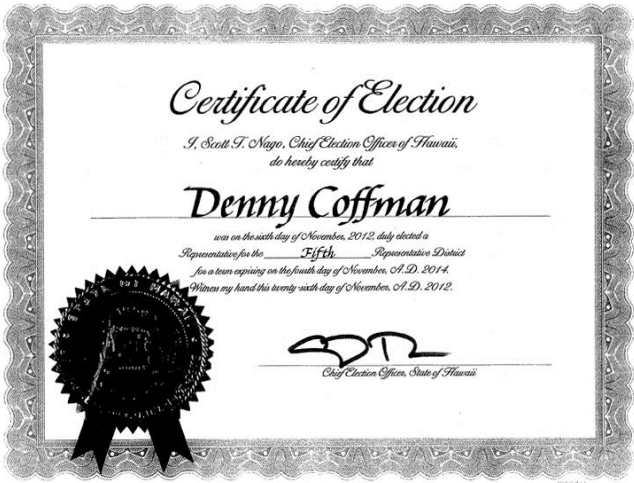 Certificate of Election
I, Scott T. Nago, Chief Election Officer of Hawaii,
do hereby certify that
Denny Coffman
was on the sixth day of November, 2012, duly elected a
Representative for the Fifth Representative District
for a term expiring on the fourth day of November, A.D. 2014.
Witness my hand this twenty-sixth day of November, A.D. 2012.
Chief Election Officer, State of Hawaii